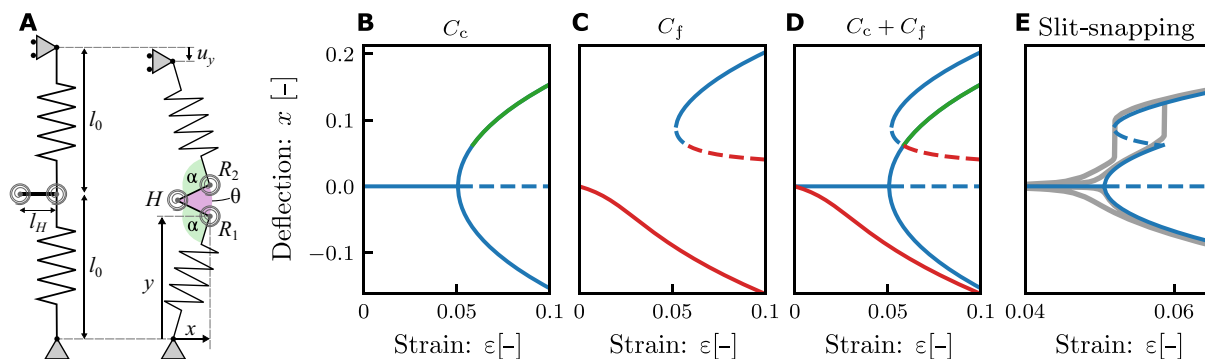 A
u_y
l_0
α
R_2
H
θ
l_H
α
R_1
l_0
y
x
B
C_c
Deflection: x [–]
0.2
0.1
0.0
−0.1
0
0.05
0.1
Strain: ε[–]
C
C_f
0
0.05
0.1
Strain: ε[–]
D
C_c + C_f
0
0.05
0.1
Strain: ε[–]
E
Slit-snapping
0.04
0.06
Strain: ε[–]